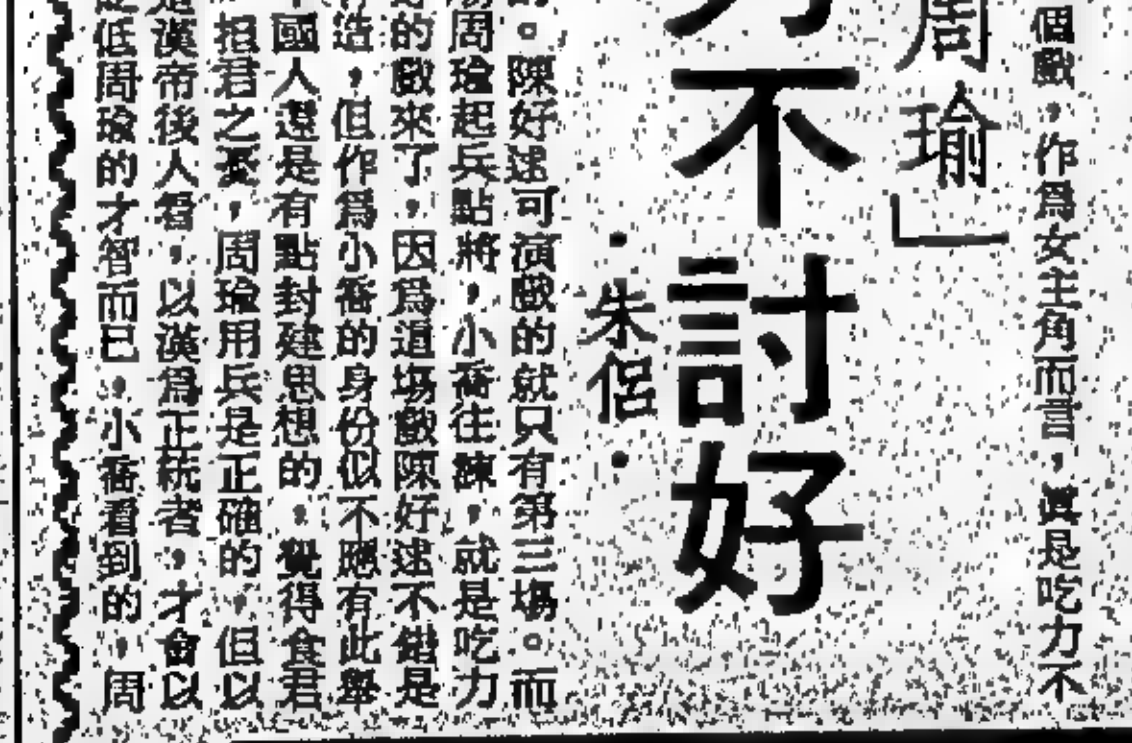 個戲，作爲女主角而言，眞是吃力不
周瑜」
力不討好
・朱侶・
。陳好逑可演戲的就只有第三塲。而
周瑜起兵點將，小喬往諫，就是吃力
的戲來了，因爲這塲戲陳好逑不錯是
造，但作爲小喬的身份似不應有此舉
國人還是有點封建思想的，覺得食君
担君之憂，周瑜用兵是正確的，但以
漢帝後人看，以漢爲正統者，才會以
低周瑜的才智而已，小喬看到的，周